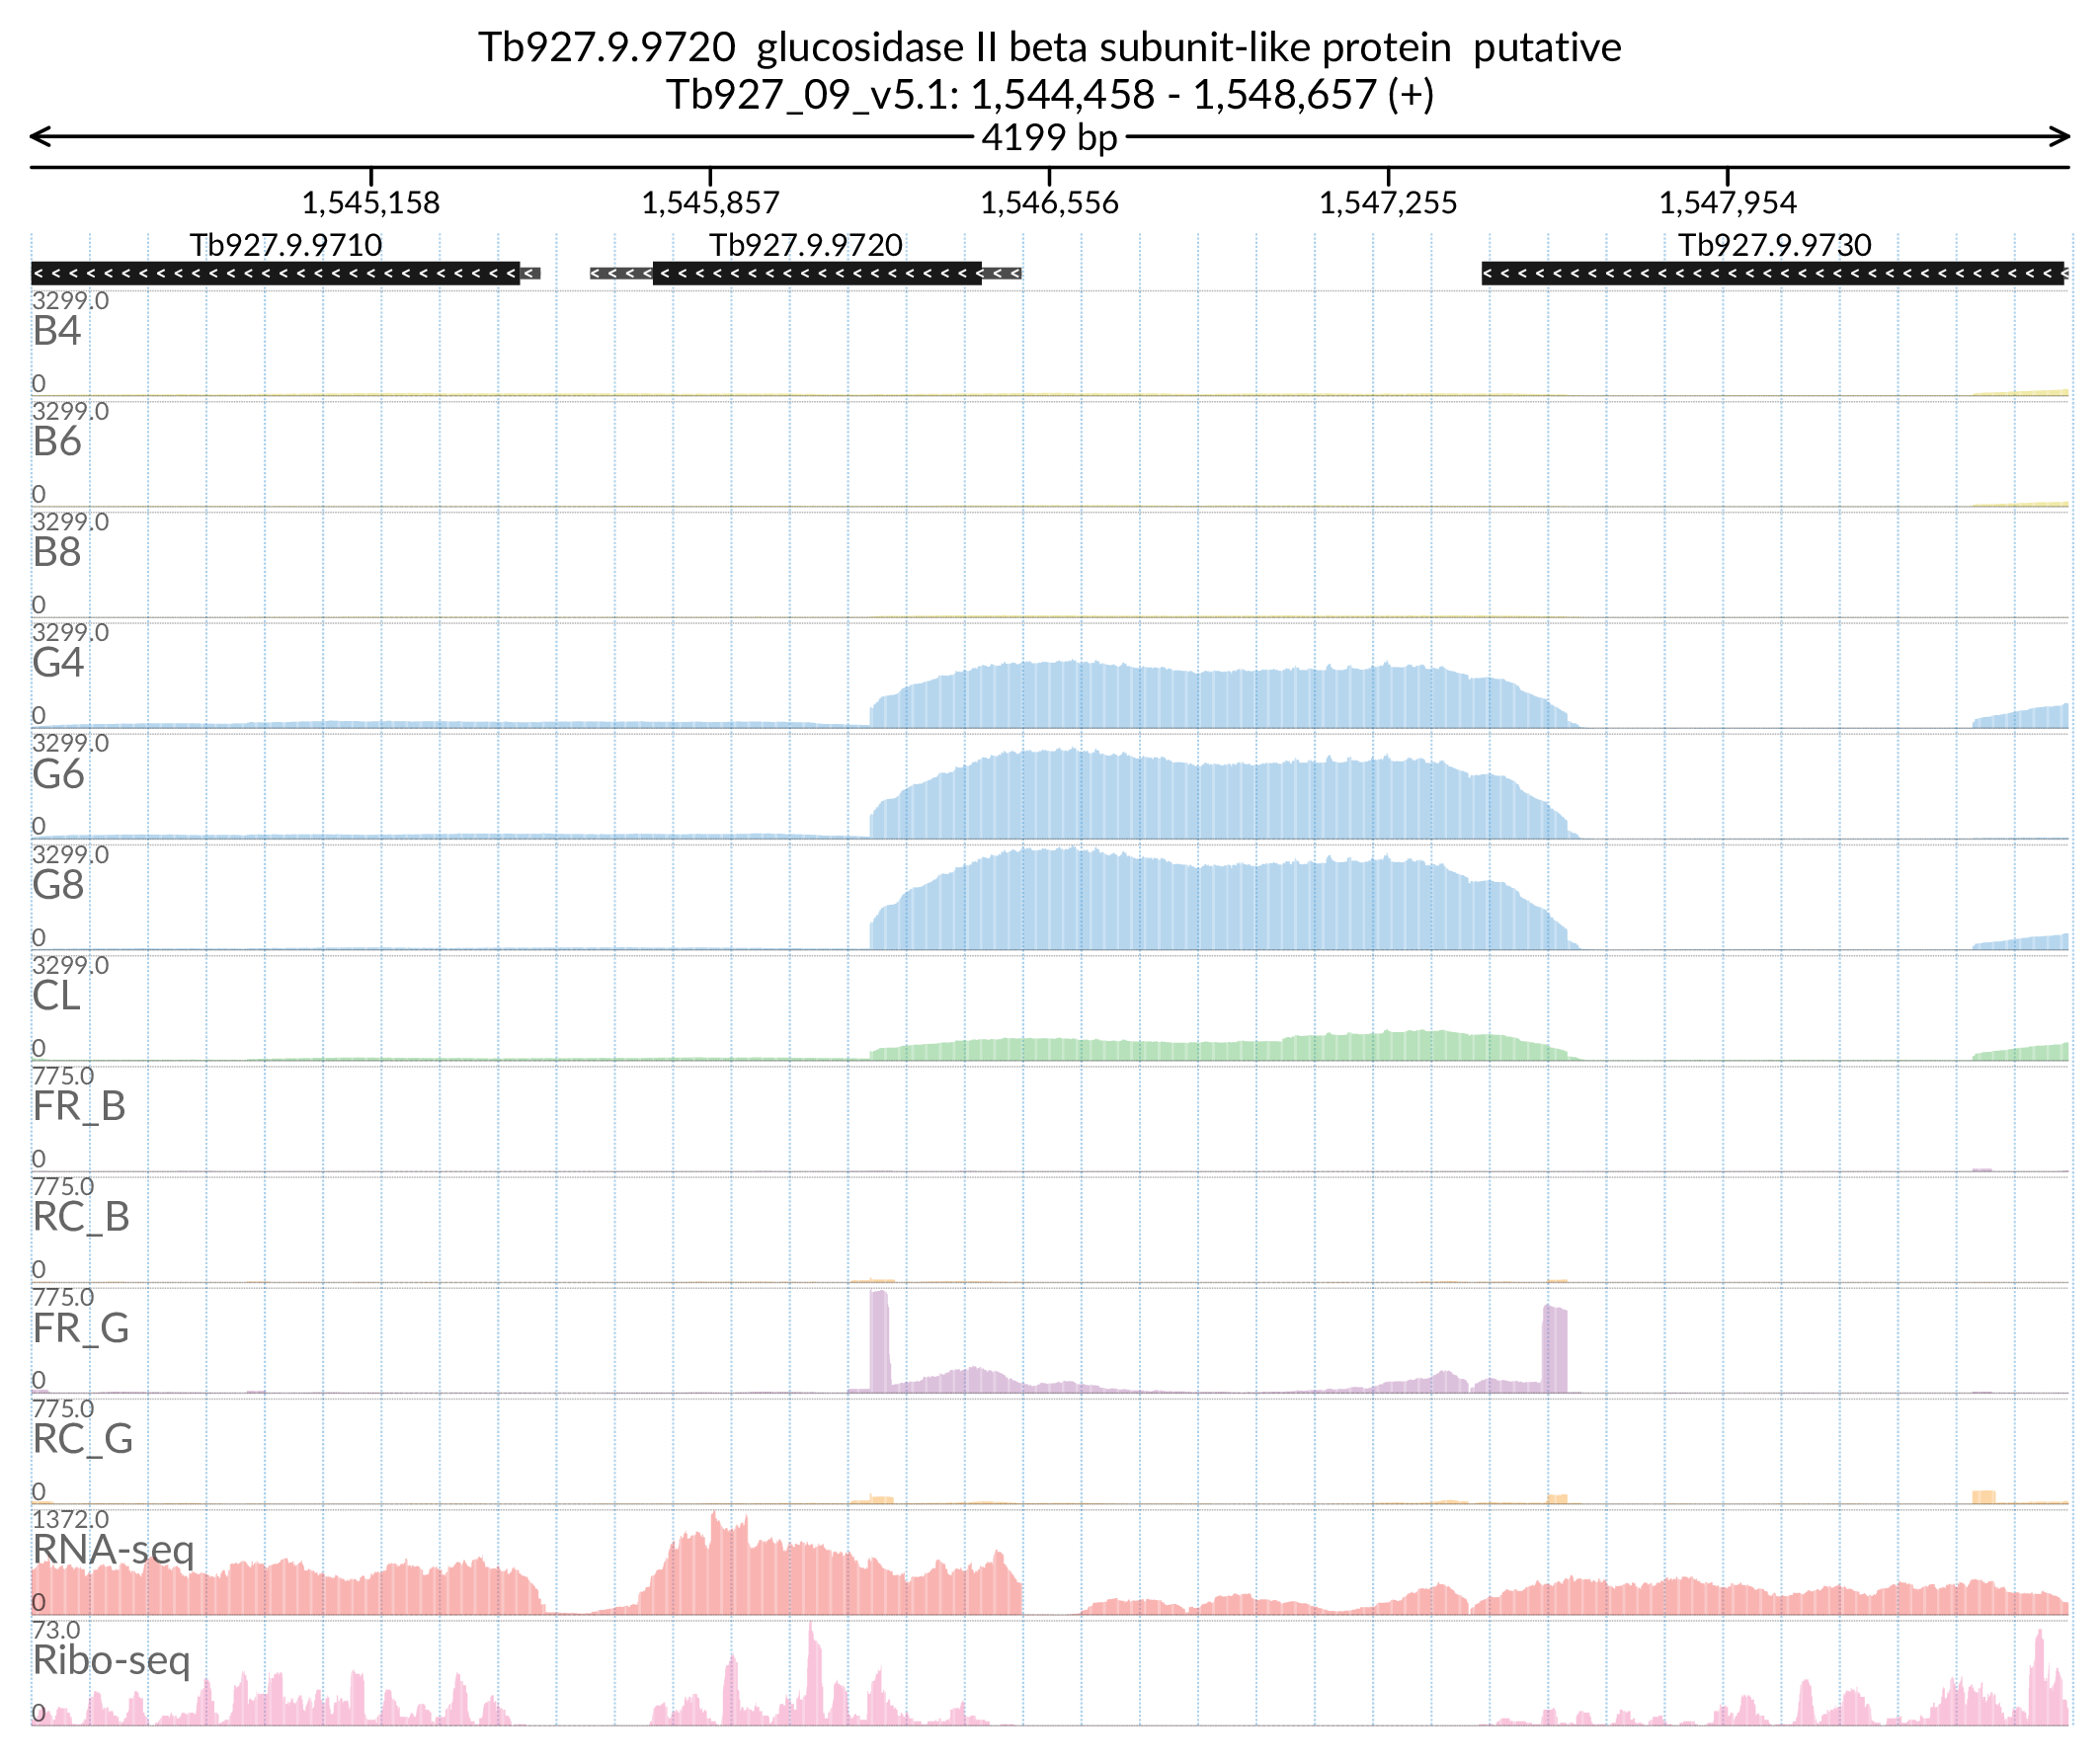 Tb927.9.9720 glucosidase II beta subunit-like protein putative
Tb927_09_v5.1: 1,544,458 - 1,548,657 (+)
4199 bp
1,545,158 1,545,857 1,546,556 1,547,255 1,547,954
Tb927.9.9710 Tb927.9.9720 Tb927.9.9730
3299.0
B4
0
3299.0
B6
0
3299.0
B8
0
3299.0
G4
0
3299.0
G6
0
3299.0
G8
0
3299.0
CL
0
775.0
FR_B
0
775.0
RC_B
0
775.0
FR_G
0
775.0
RC_G
0
1372.0
RNA-seq
0
73.0
Ribo-seq
0